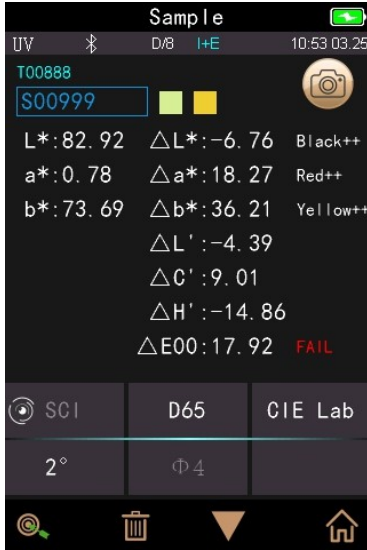 Sample
UV D/8 I+E 10:53 03.25
T00888
S00999
L*:82.92 △L*:-6.76 Black++
a*:0.78 △a*:18.27 Red++
b*:73.69 △b*:36.21 Yellow++
△L':-4.39
△C':9.01
△H':-14.86
△E00:17.92 FAIL
SCI D65 CIE Lab
2° Φ4